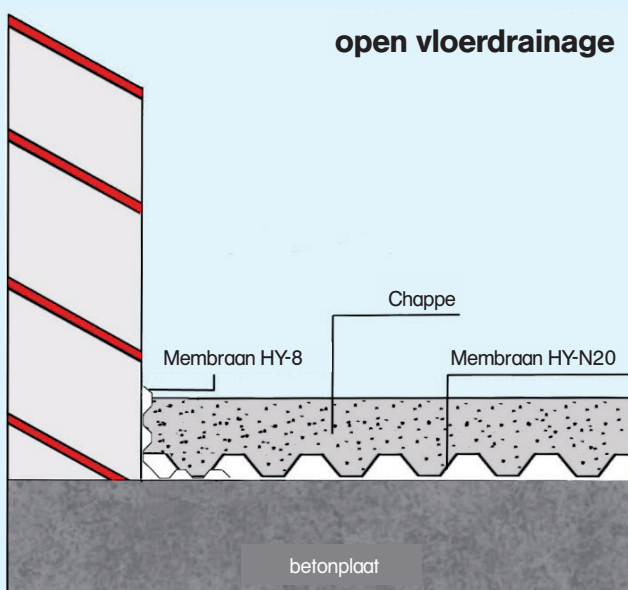 open vloerdrainage
Chappe
Membraan HY-8
Membraan HY-N20
betonplaat